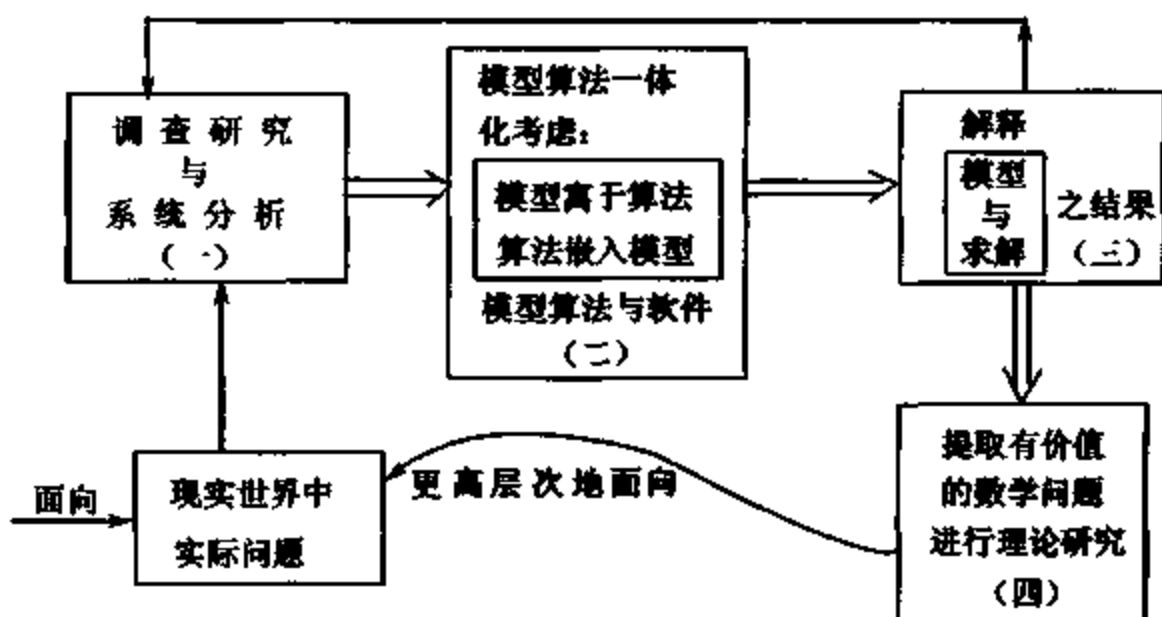 调查研究
与
系统分析
（一）
模型算法一体
化考虑：
模型寓于算法
算法嵌入模型
模型算法与软件
（二）
解释
模型
与
求解
之结果
（三）
面向
现实世界中
实际问题
更高层次地面向
提取有价值
的数学问题
进行理论研究
（四）